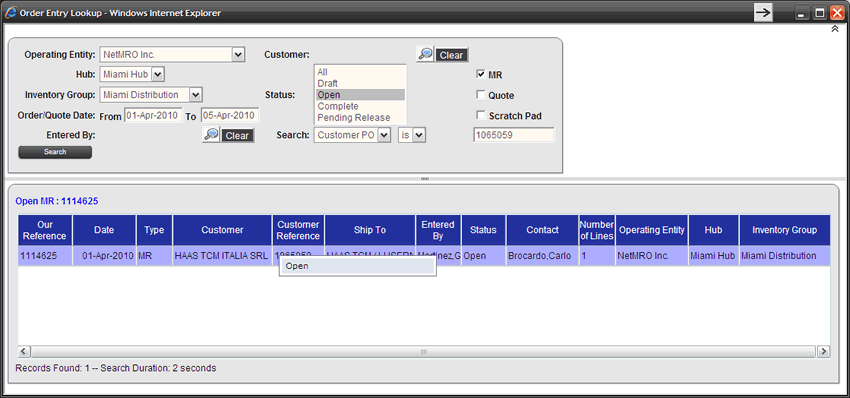 Order Entry Lookup - Windows Internet Explorer
Operating Entity: NetMRO Inc. Customer: Clear
Hub: Miami Hub
Inventory Group: Miami Distribution
Order/Quote Date: From 01-Apr-2010 To 05-Apr-2010
Entered By: Clear
Search
Status: All
Draft
Open
Complete
Pending Release
Search: Customer PO is 1065059
MR
Quote
Scratch Pad
Open MR : 1114625
Our Reference Date Type Customer Customer Reference Ship To Entered By Status Contact Number of Lines Operating Entity Hub Inventory Group
1114625 01-Apr-2010 MR HAAS TCM ITALIA SRL 1065059 HAAS TCM Open Brocardo,Carlo 1 NetMRO Inc. Miami Hub Miami Distribution
Open
Records Found: 1 -- Search Duration: 2 seconds